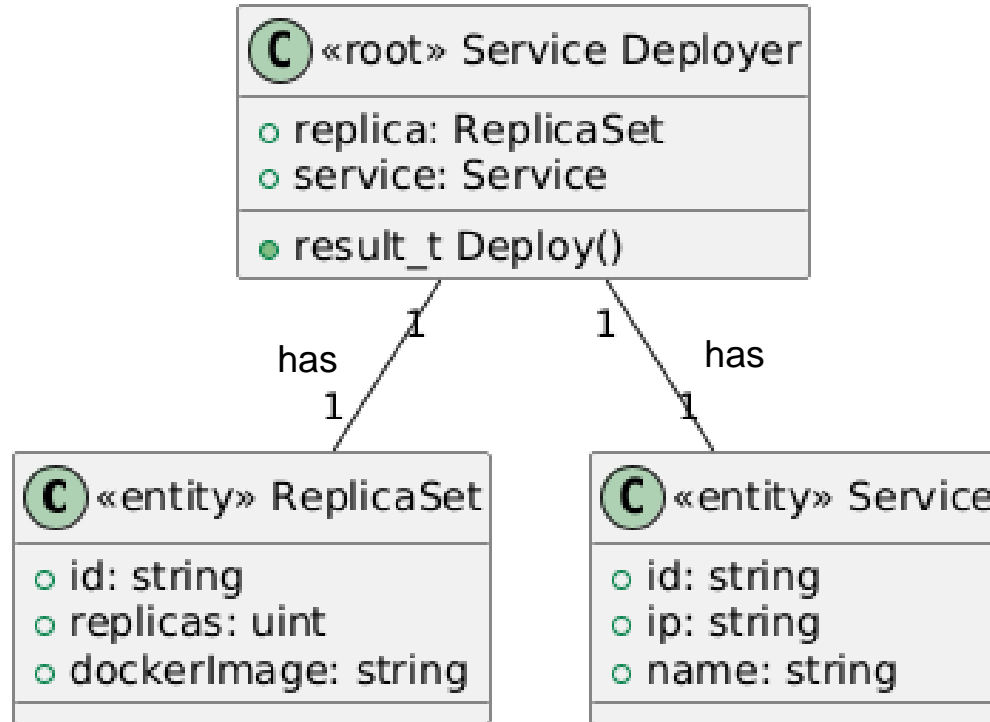 C «root» Service Deployer
replica: ReplicaSet
service: Service
result_t Deploy()
1
1
has
has
1
1
C «entity» ReplicaSet
id: string
replicas: uint
dockerImage: string
C «entity» Service
id: string
ip: string
name: string